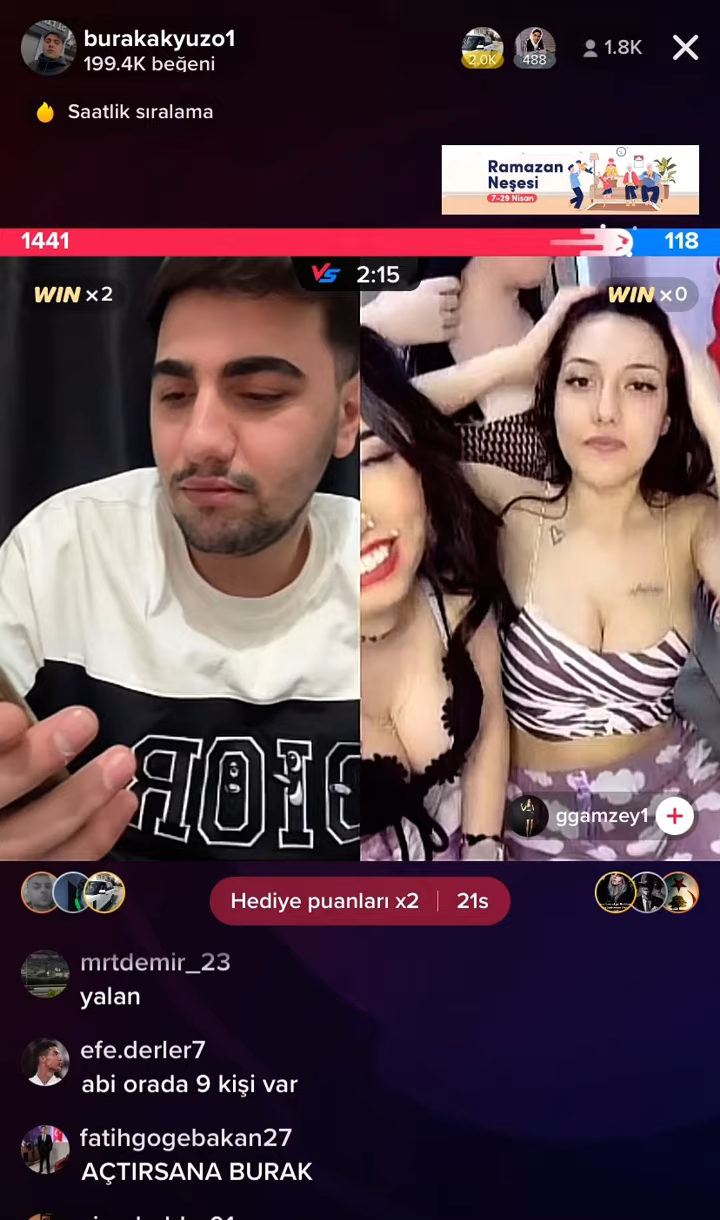 burakakyuzo1
199.4K beğeni
2.0K
488
1.8K
Saatlik sıralama
Ramazan
Neşesi
7-29 Nisan
1441
118
VS 2:15
WIN x2
WIN x0
ggamzey1
Hediye puanları x2 21s
mrtdemir_23
yalan
efe.derler7
abi orada 9 kişi var
fatihgogebakan27
AÇTIRSANA BURAK